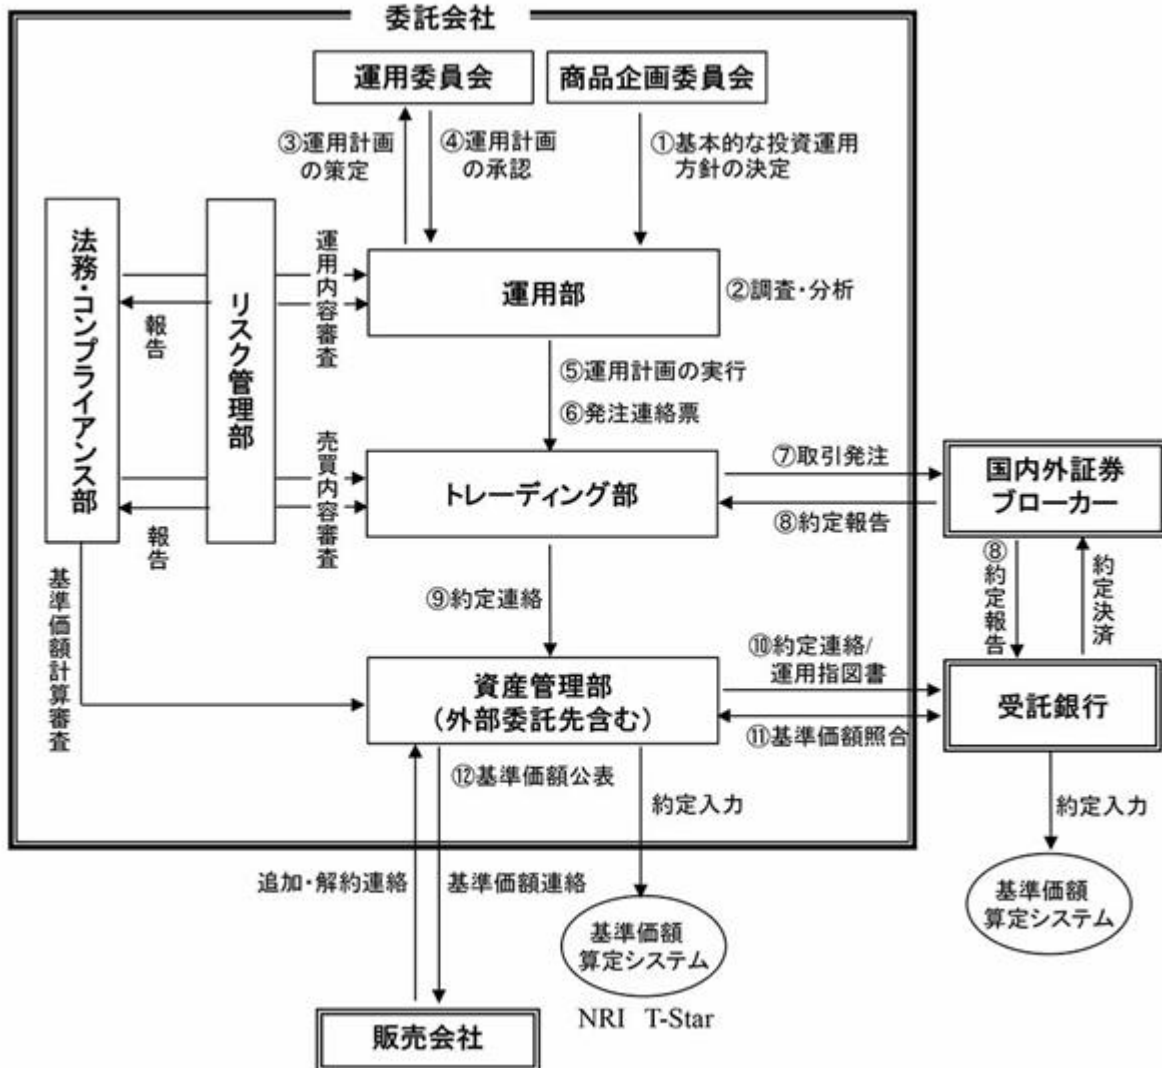 委託会社
運用委員会
商品企画委員会
③運用計画
の策定
④運用計画
の承認
①基本的な投資運用
方針の決定
法務・コンプライアンス部
リスク管理部
運用内容審査
報告
運用部
②調査・分析
⑤運用計画の実行
⑥発注連絡票
売買内容審査
報告
トレーディング部
⑦取引発注
⑧約定報告
国内外証券
ブローカー
⑧約定報告
約定決済
基準価額計算審査
⑨約定連絡
資産管理部
(外部委託先含む)
⑩約定連絡/
運用指図書
⑪基準価額照合
受託銀行
⑫基準価額公表
約定入力
約定入力
追加・解約連絡
基準価額連絡
基準価額
算定システム
基準価額
算定システム
NRI T-Star
販売会社